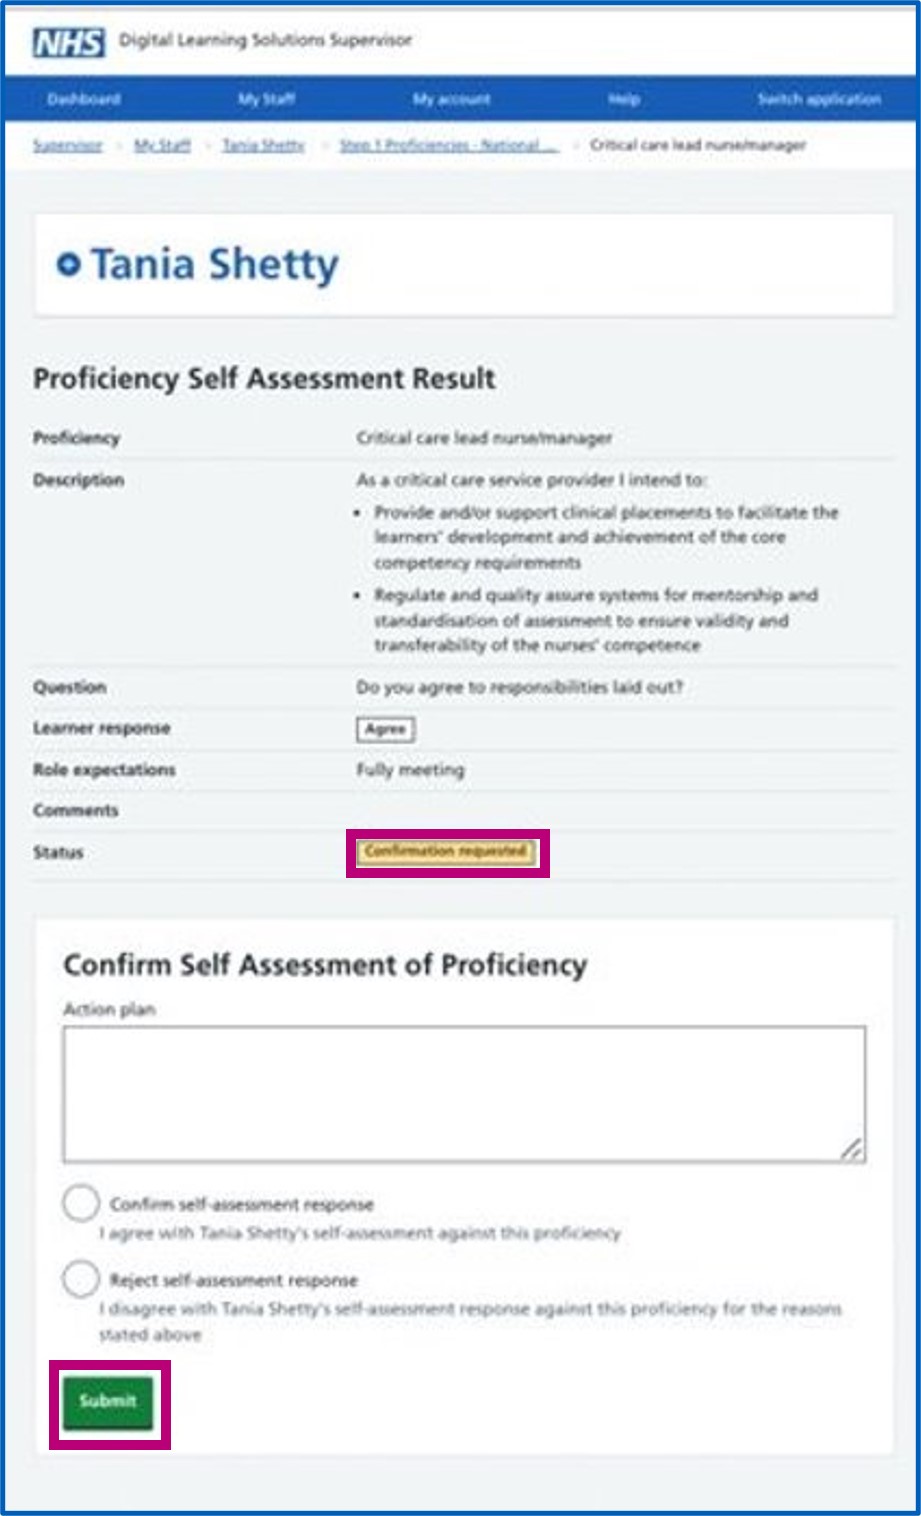 NHS Digital Learning Solutions Supervisor
Dashboard My Staff My account Help Switch application
Supervisor My Staff Tania Shetty Step 1 Proficiencies - National ... Critical care lead nurse/manager
Tania Shetty
Proficiency Self Assessment Result
Proficiency Critical care lead nurse/manager
Description As a critical care service provider I intend to:
• Provide and/or support clinical placements to facilitate the
learners' development and achievement of the core
competency requirements
• Regulate and quality assure systems for mentorship and
standardisation of assessment to ensure validity and
transferability of the nurses' competence
Question Do you agree to responsibilities laid out?
Learner response Agree
Role expectations Fully meeting
Comments
Status Confirmation requested
Confirm Self Assessment of Proficiency
Action plan
Confirm self-assessment response
I agree with Tania Shetty's self-assessment against this proficiency
Reject self-assessment response
I disagree with Tania Shetty's self-assessment response against this proficiency for the reasons
stated above
Submit